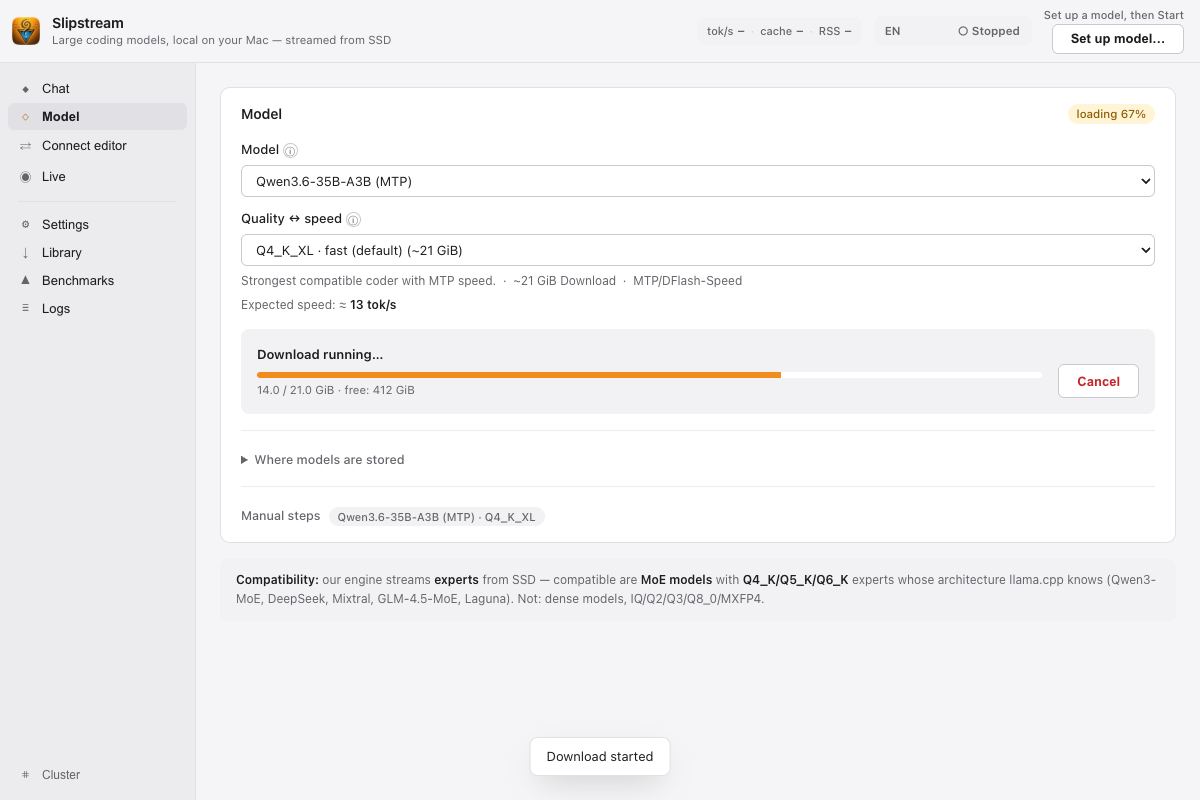 Slipstream
Large coding models, local on your Mac — streamed from SSD
tok/s – · cache – · RSS –
EN
Stopped
Set up a model, then Start
Set up model…
Chat
Model
Connect editor
Live
Settings
Library
Benchmarks
Logs
Cluster
Model
loading 67%
Model
Qwen3.6-35B-A3B (MTP)
Quality ↔ speed
Q4_K_XL · fast (default) (~21 GiB)
Strongest compatible coder with MTP speed. · ~21 GiB Download · MTP/DFlash-Speed
Expected speed: ≈ 13 tok/s
Download running…
14.0 / 21.0 GiB · free: 412 GiB
Cancel
Where models are stored
Manual steps
Qwen3.6-35B-A3B (MTP) · Q4_K_XL
Compatibility: our engine streams experts from SSD — compatible are MoE models with Q4_K/Q5_K/Q6_K experts whose architecture llama.cpp knows (Qwen3-
MoE, DeepSeek, Mixtral, GLM-4.5-MoE, Laguna). Not: dense models, IQ/Q2/Q3/Q8_0/MXFP4.
Download started